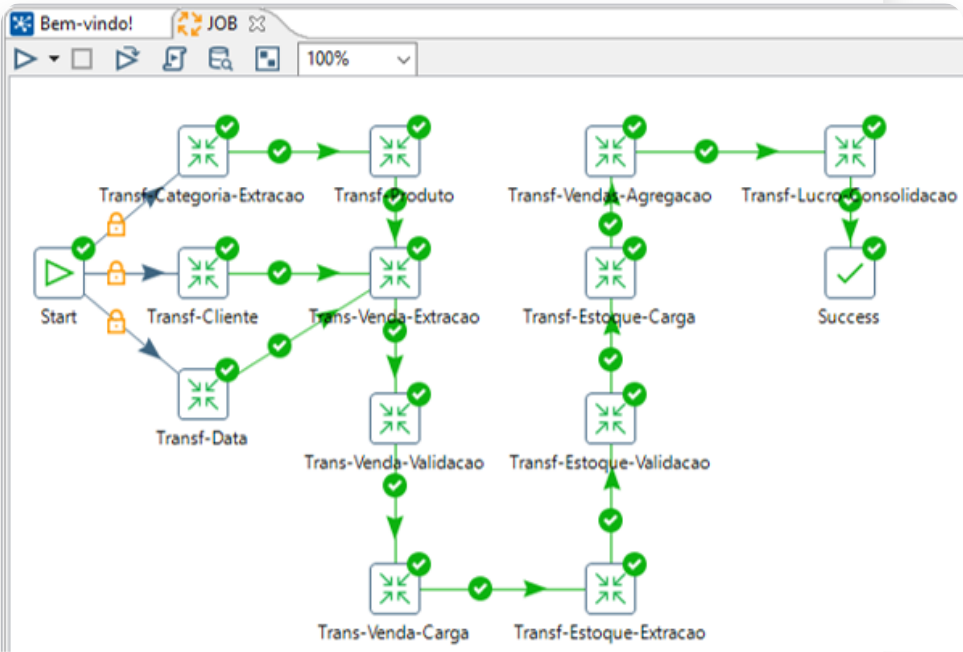 Bem-vindo!
JOB
100%
Transf-Categoria-Extracao
Transf-Produto
Transf-Vendas-Agregacao
Transf-Lucro-Consolidacao
Start
Transf-Cliente
Trans-Venda-Extracao
Transf-Estoque-Carga
Success
Transf-Data
Trans-Venda-Validacao
Transf-Estoque-Validacao
Trans-Venda-Carga
Transf-Estoque-Extracao